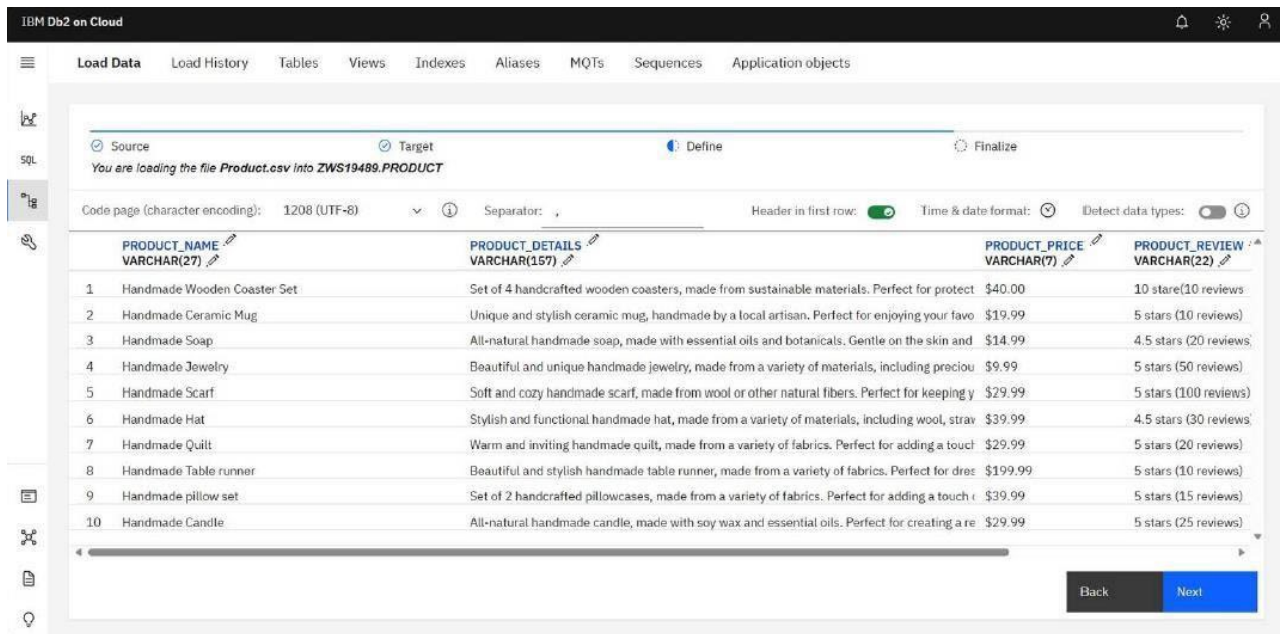 IBM Db2 on Cloud
Load Data Load History Tables Views Indexes Aliases MQTs Sequences Application objects
Source Target Define Finalize
You are loading the file Product.csv into ZWS19489.PRODUCT
SQL
Code page (character encoding): 1208 (UTF-8) Separator: , Header in first row: Time & date format: Detect data types:
PRODUCT_NAME PRODUCT_DETAILS PRODUCT_PRICE PRODUCT_REVIEW
VARCHAR(27) VARCHAR(157) VARCHAR(7) VARCHAR(22)
1 Handmade Wooden Coaster Set Set of 4 handcrafted wooden coasters, made from sustainable materials. Perfect for protect $40.00 10 stare(10 reviews
2 Handmade Ceramic Mug Unique and stylish ceramic mug, handmade by a local artisan. Perfect for enjoying your favo $19.99 5 stars (10 reviews)
3 Handmade Soap All-natural handmade soap, made with essential oils and botanicals. Gentle on the skin and $14.99 4.5 stars (20 reviews)
4 Handmade Jewelry Beautiful and unique handmade jewelry, made from a variety of materials, including preciou $9.99 5 stars (50 reviews)
5 Handmade Scarf Soft and cozy handmade scarf, made from wool or other natural fibers. Perfect for keeping y $29.99 5 stars (100 reviews)
6 Handmade Hat Stylish and functional handmade hat, made from a variety of materials, including wool, straw $39.99 4.5 stars (30 reviews)
7 Handmade Quilt Warm and inviting handmade quilt, made from a variety of fabrics. Perfect for adding a touch $29.99 5 stars (20 reviews)
8 Handmade Table runner Beautiful and stylish handmade table runner, made from a variety of fabrics. Perfect for dres $199.99 5 stars (10 reviews)
9 Handmade pillow set Set of 2 handcrafted pillowcases, made from a variety of fabrics. Perfect for adding a touch $39.99 5 stars (15 reviews)
10 Handmade Candle All-natural handmade candle, made with soy wax and essential oils. Perfect for creating a re $29.99 5 stars (25 reviews)
Back Next